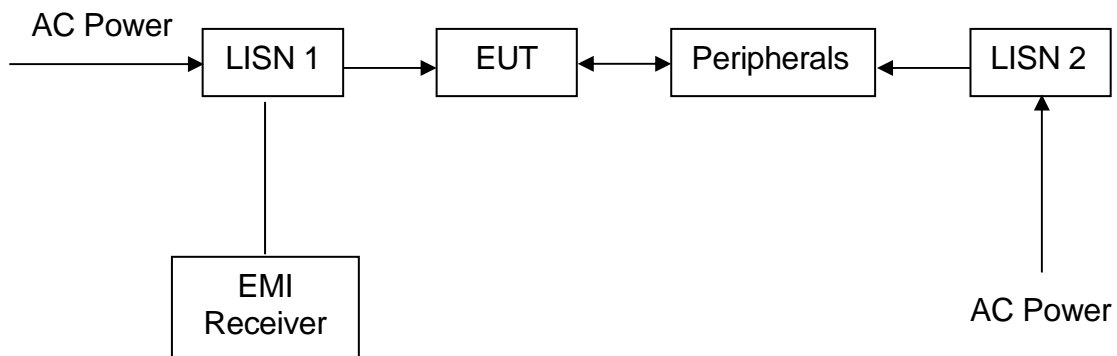 AC Power
LISN 1
EUT
Peripherals
LISN 2
EMI
Receiver
AC Power